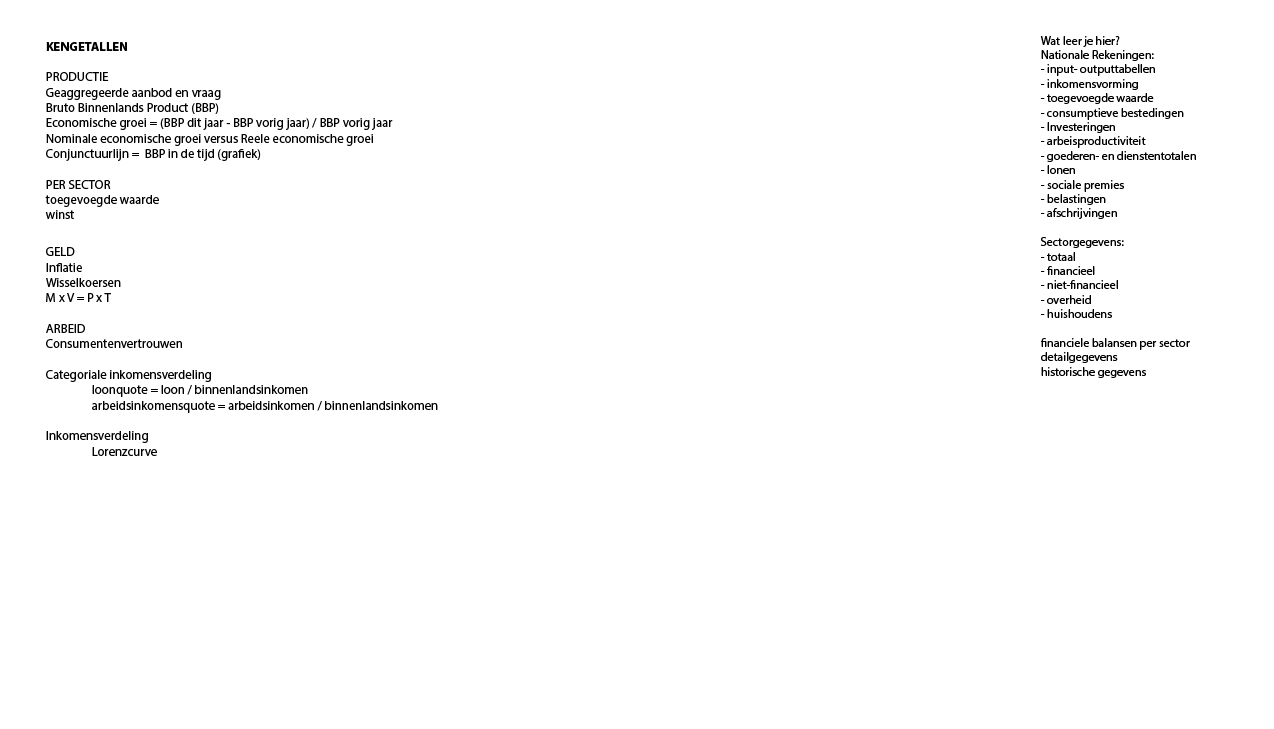 KENGETALLEN
PRODUCTIE
Geaggregeerde aanbod en vraag
Bruto Binnenlands Product (BBP)
Economische groei = (BBP dit jaar - BBP vorig jaar) / BBP vorig jaar
Nominale economische groei versus Reele economische groei
Conjunctuurlijn = BBP in de tijd (grafiek)
PER SECTOR
toegevoegde waarde
winst
GELD
Inflatie
Wisselkoersen
M x V = P x T
ARBEID
Consumentenvertrouwen
Categoriale inkomensverdeling
loonquote = loon / binnenlandsinkomen
arbeidsinkomensquote = arbeidsinkomen / binnenlandsinkomen
Inkomensverdeling
Lorenzcurve
Wat leer je hier?
Nationale Rekeningen:
- input- outputtabellen
- inkomensvorming
- toegevoegde waarde
- consumptieve bestedingen
- Investeringen
- arbeisproductiviteit
- goederen- en dienstentotalen
- lonen
- sociale premies
- belastingen
- afschrijvingen
Sectorgegevens:
- totaal
- financieel
- niet-financieel
- overheid
- huishoudens
financiele balansen per sector
detailgegevens
historische gegevens